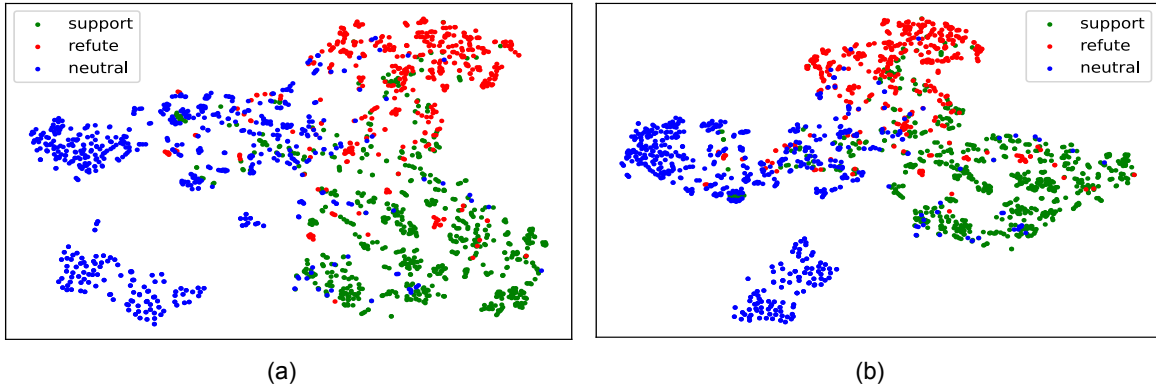 support
refute
neutral
support
refute
neutral
(a)
(b)